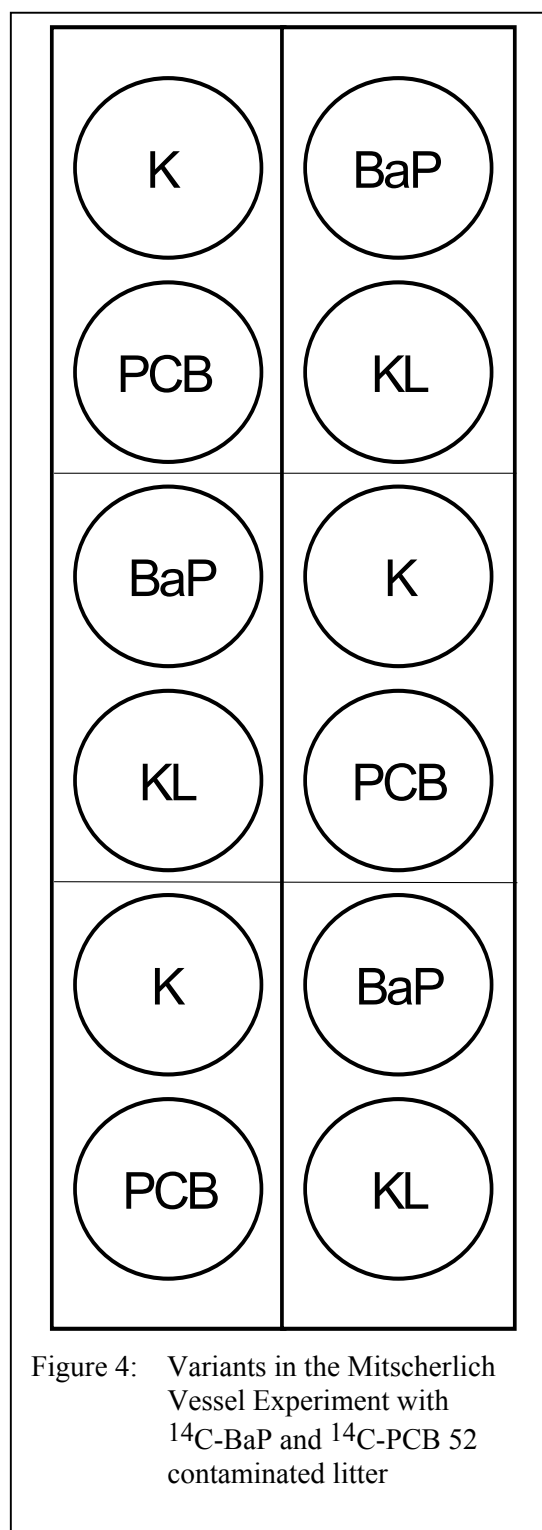 K BaP
PCB KL
BaP K
KL PCB
K BaP
PCB KL
Figure 4: Variants in the Mitscherlich
Vessel Experiment with
14C-BaP and 14C-PCB 52
contaminated litter